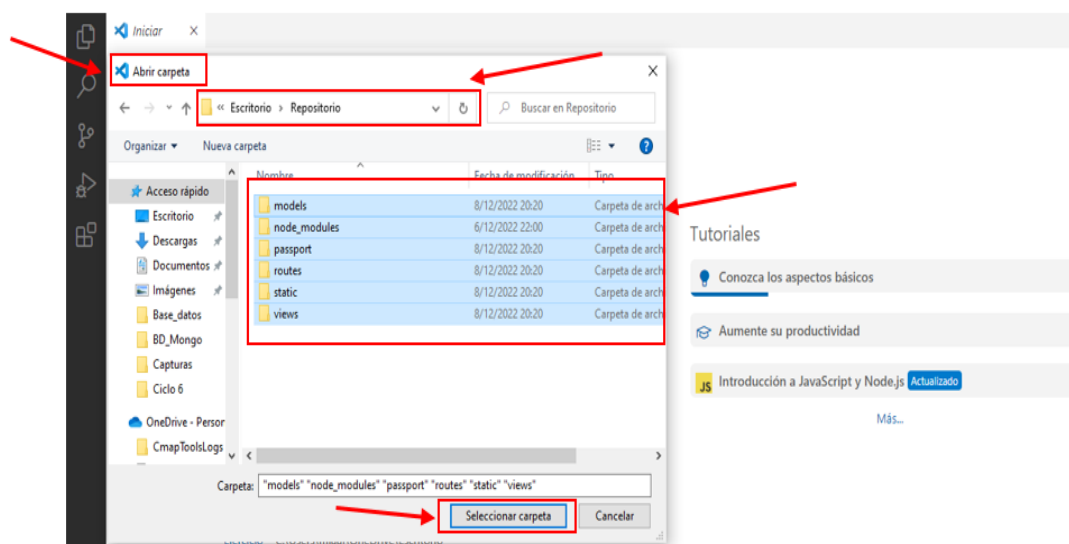 Iniciar
Abrir carpeta
« Escritorio › Repositorio
Buscar en Repositorio
Organizar
Nueva carpeta
Nombre
Fecha de modificación
Tipo
Acceso rápido
Escritorio
Descargas
Documentos
Imágenes
Base_datos
BD_Mongo
Capturas
Ciclo 6
OneDrive - Person
CmapToolsLogs
models 8/12/2022 20:20 Carpeta de arch
node_modules 6/12/2022 22:00 Carpeta de arch
passport 8/12/2022 20:20 Carpeta de arch
routes 8/12/2022 20:20 Carpeta de arch
static 8/12/2022 20:20 Carpeta de arch
views 8/12/2022 20:20 Carpeta de arch
Carpeta: "models" "node_modules" "passport" "routes" "static" "views"
Seleccionar carpeta
Cancelar
Tutoriales
Conozca los aspectos básicos
Aumente su productividad
JS Introducción a JavaScript y Node.js Actualizado
Más...